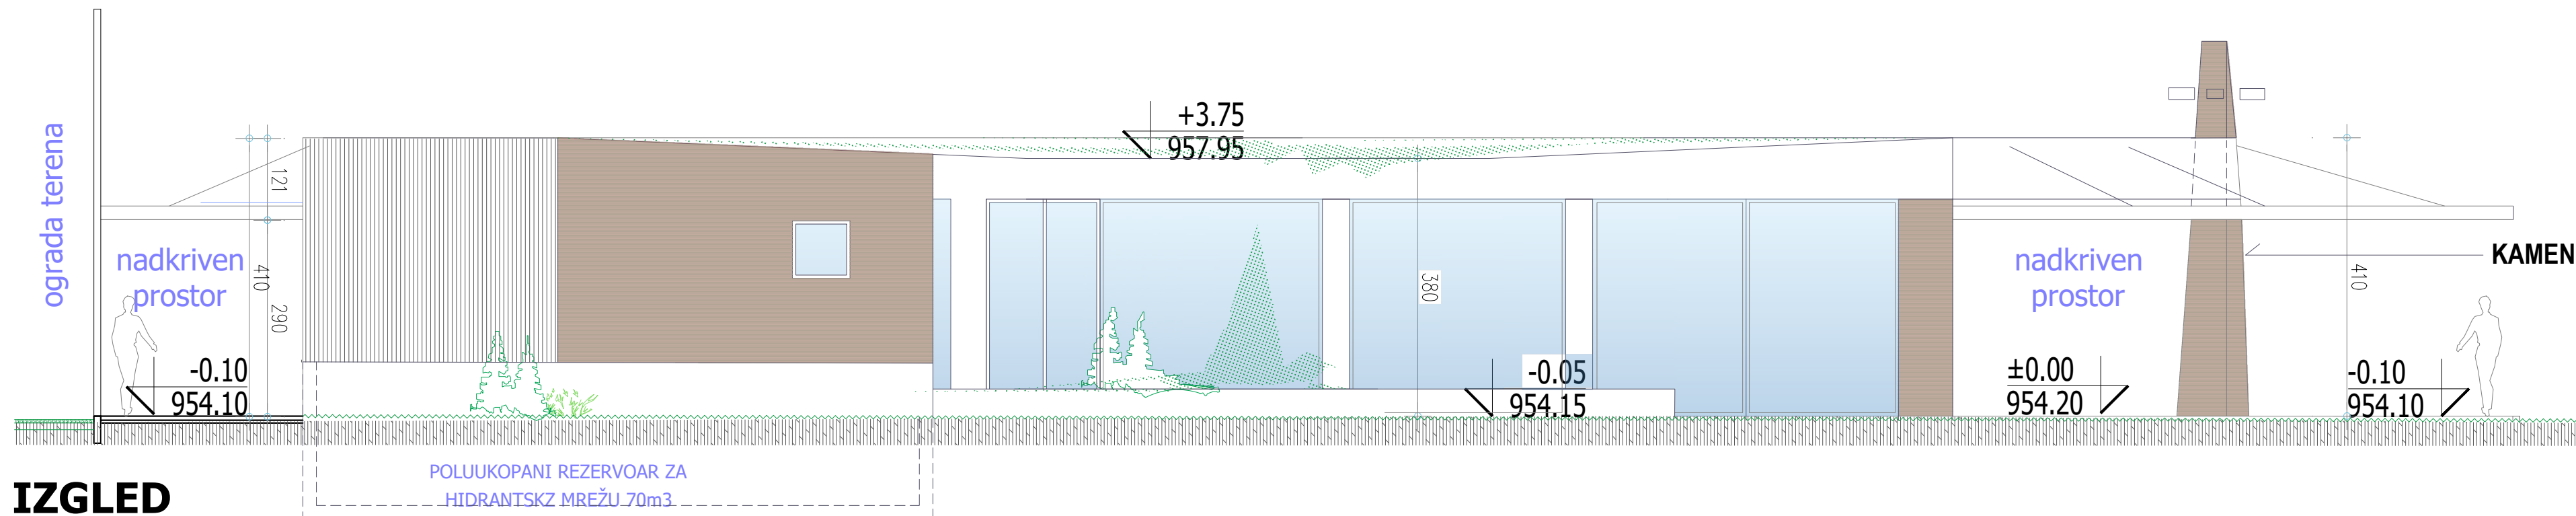 ograda terena
nadkriven
prostor
-0.10
954.10
121
410
290
+3.75
957.95
380
-0.05
954.15
nadkriven
prostor
±0.00
954.20
KAMEN
410
-0.10
954.10
POLUUKOPANI REZERVOAR ZA
HIDRANTSKZ MREŽU 70m3
IZGLED